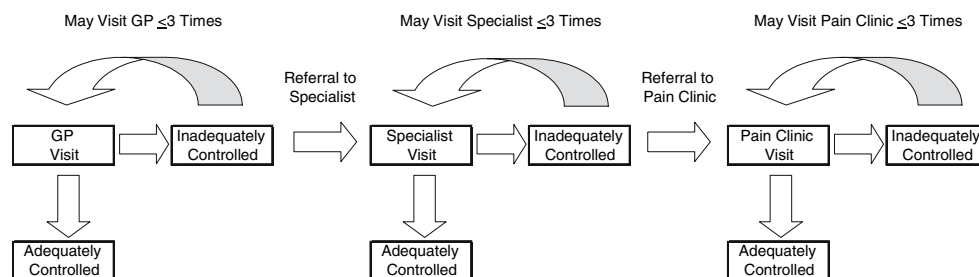 May Visit GP ≤3 Times
May Visit Specialist ≤3 Times
May Visit Pain Clinic ≤3 Times
Referral to
Specialist
Referral to
Pain Clinic
GP
Visit
Inadequately
Controlled
Specialist
Visit
Inadequately
Controlled
Pain Clinic
Visit
Inadequately
Controlled
Adequately
Controlled
Adequately
Controlled
Adequately
Controlled